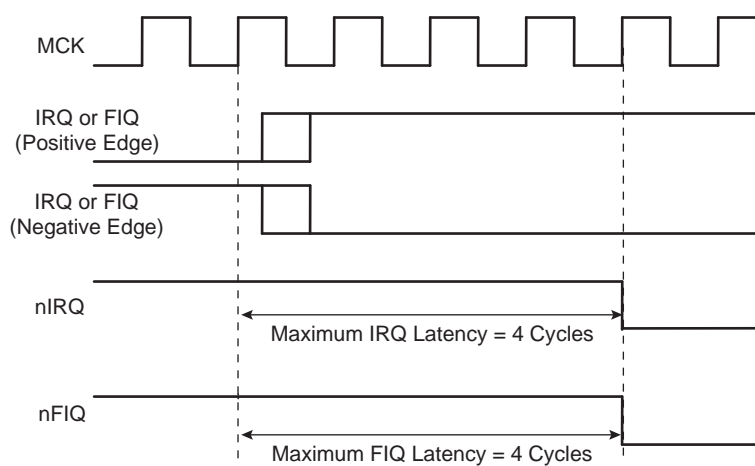 MCK
IRQ or FIQ
(Positive Edge)
IRQ or FIQ
(Negative Edge)
nIRQ
Maximum IRQ Latency = 4 Cycles
nFIQ
Maximum FIQ Latency = 4 Cycles